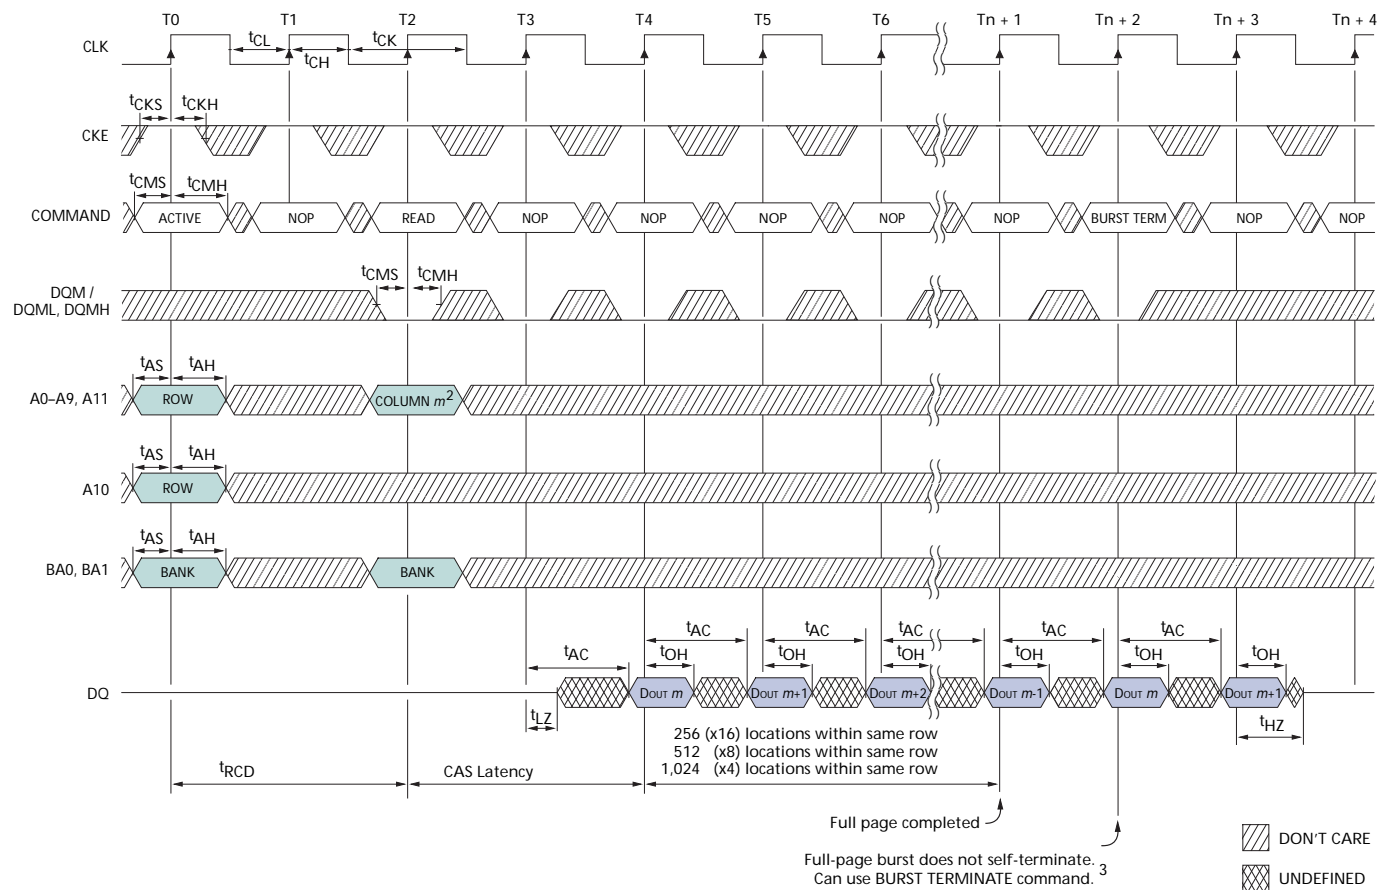 T0 T1 T2 T3 T4 T5 T6 Tn + 1 Tn + 2 Tn + 3 Tn + 4
CLK
tCL tCK
tCH
tCKS tCKH
CKE
tCMS tCMH
COMMAND ACTIVE NOP READ NOP NOP NOP NOP NOP BURST TERM NOP NOP
tCMS tCMH
DQM /
DQML, DQMH
tAS tAH
A0–A9, A11 ROW COLUMN m2
tAS tAH
A10 ROW
tAS tAH
BA0, BA1 BANK BANK
tAC tAC tAC tAC tAC
tAC tOH tOH tOH tOH tOH tOH
DQ DOUT m DOUT m+1 DOUT m+2 DOUT m-1 DOUT m DOUT m+1
tLZ tHZ
256 (x16) locations within same row
512 (x8) locations within same row
1,024 (x4) locations within same row
tRCD CAS Latency
Full page completed
DON'T CARE
Full-page burst does not self-terminate.
Can use BURST TERMINATE command. 3
UNDEFINED